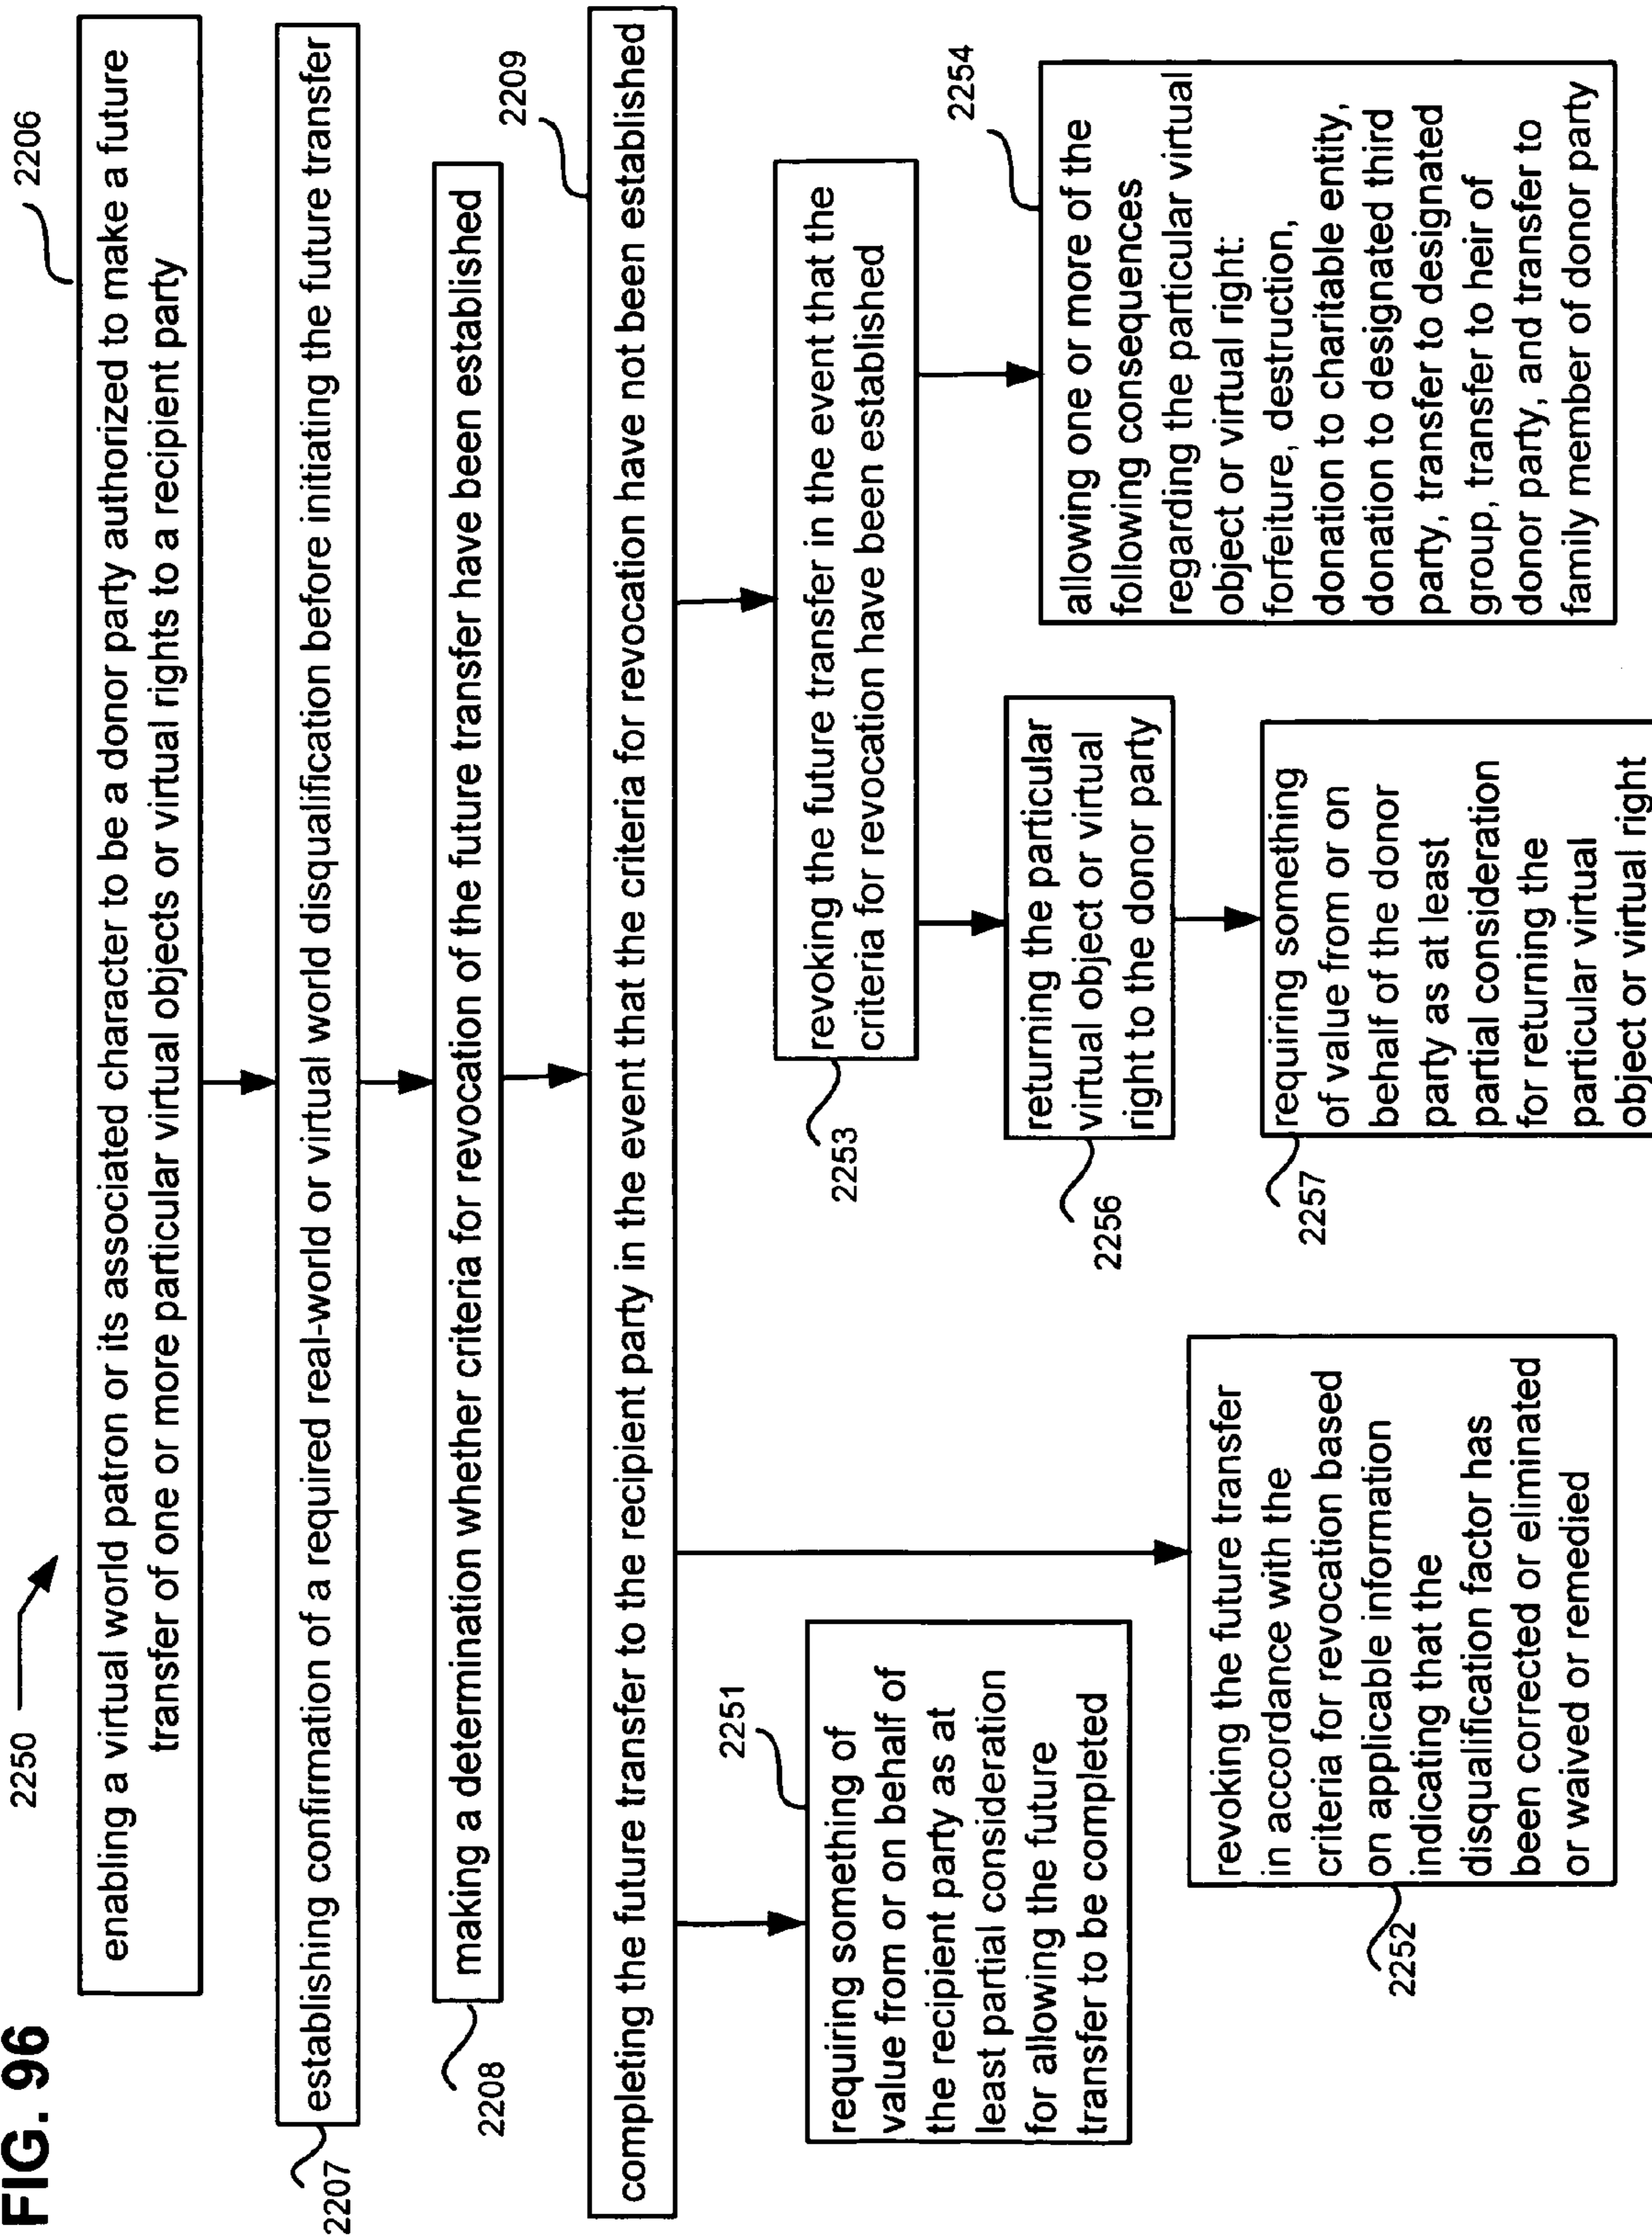 FIG. 96
2250
2206
enabling a virtual world patron or its associated character to be a donor party authorized to make a future
transfer of one or more particular virtual objects or virtual rights to a recipient party
2207
establishing confirmation of a required real-world or virtual world disqualification before initiating the future transfer
2208
making a determination whether criteria for revocation of the future transfer have been established
2209
completing the future transfer to the recipient party in the event that the criteria for revocation have not been established
2251
requiring something of
value from or on behalf of
the recipient party as at
least partial consideration
for allowing the future
transfer to be completed
2252
revoking the future transfer
in accordance with the
criteria for revocation based
on applicable information
indicating that the
disqualification factor has
been corrected or eliminated
or waived or remedied
2253
revoking the future transfer in the event that the
criteria for revocation have been established
2256
returning the particular
virtual object or virtual
right to the donor party
2257
requiring something
of value from or on
behalf of the donor
party as at least
partial consideration
for returning the
particular virtual
object or virtual right
2254
allowing one or more of the
following consequences
regarding the particular virtual
object or virtual right:
forfeiture, destruction,
donation to charitable entity,
donation to designated third
party, transfer to designated
group, transfer to heir of
donor party, and transfer to
family member of donor party